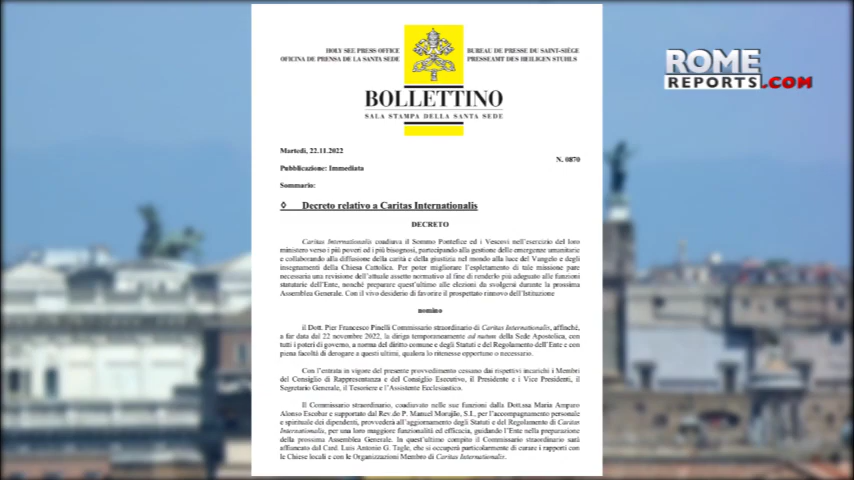 HOLY SEE PRESS OFFICE
OFICINA DE PRENSA DE LA SANTA SEDE
BUREAU DE PRESSE DU SAINT-SIÈGE
PRESSEAMT DES HEILIGEN STUHLS
BOLLETTINO
SALA STAMPA DELLA SANTA SEDE
ROME
REPORTS.COM
Martedì, 22.11.2022
N. 0870
Pubblicazione: Immediata
Sommario:
◊ Decreto relativo a Caritas Internationalis
DECRETO
Caritas Internationalis coadiuva il Sommo Pontefice ed i Vescovi nell'esercizio del loro
ministero verso i più poveri ed i più bisognosi, partecipando alla gestione delle emergenze umanitarie
e collaborando alla diffusione della carità e della giustizia nel mondo alla luce del Vangelo e degli
insegnamenti della Chiesa Cattolica. Per poter migliorare l'espletamento di tale missione pare
necessaria una revisione dell'attuale assetto normativo al fine di renderlo più adeguato alle funzioni
statutarie dell'Ente, nonché preparare quest'ultimo alle elezioni da svolgersi durante la prossima
Assemblea Generale. Con il vivo desiderio di favorire il prospettato rinnovo dell'Istituzione
nomino
il Dott. Pier Francesco Pinelli Commissario straordinario di Caritas Internationalis, affinché,
a far data dal 22 novembre 2022, la diriga temporaneamente ad nutum della Sede Apostolica, con
tutti i poteri di governo, a norma del diritto comune e degli Statuti e del Regolamento dell'Ente e con
piena facoltà di derogare a questi ultimi, qualora lo ritenesse opportuno o necessario.
Con l'entrata in vigore del presente provvedimento cessano dai rispettivi incarichi i Membri
del Consiglio di Rappresentanza e del Consiglio Esecutivo, il Presidente e i Vice Presidenti, il
Segretario Generale, il Tesoriere e l'Assistente Ecclesiastico.
Il Commissario straordinario, coadiuvato nelle sue funzioni dalla Dott.ssa Maria Amparo
Alonso Escobar e supportato dal Rev.do P. Manuel Morujão, S.I., per l'accompagnamento personale
e spirituale dei dipendenti, provvederà all'aggiornamento degli Statuti e del Regolamento di Caritas
Internationalis, per una loro maggiore funzionalità ed efficacia, guidando l'Ente nella preparazione
della prossima Assemblea Generale. In quest'ultimo compito il Commissario straordinario sarà
affiancato dal Card. Luis Antonio G. Tagle, che si occuperà particolarmente di curare i rapporti con
le Chiese locali e con le Organizzazioni Membro di Caritas Internationalis.